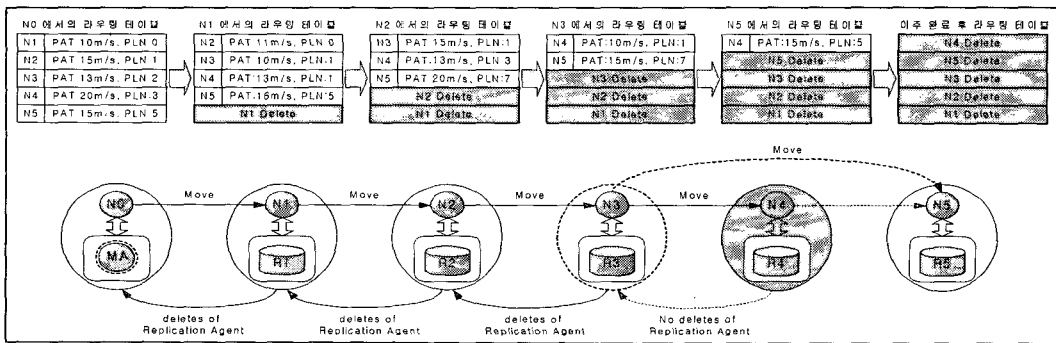 N0 에서의 라우팅 테이블
N1 PAT 10m/s, PLN:0
N2 PAT 15m/s, PLN 1
N3 PAT 13m/s, PLN 2
N4 PAT 20m/s, PLN:3
N5 PAT 15m/s, PLN 5
N1 에서의 라우팅 테이블
N2 PAT 11m/s, PLN 0
N3 PAT 10m/s, PLN:1
N4 PAT 13m/s, PLN:1
N5 PAT.15m/s, PLN:5
N1 Delete
N2 에서의 라우팅 테이블
N3 PAT 15m/s, PLN:1
N4 PAT.13m/s, PLN 3
N5 PAT 20m/s, PLN:7
N2 Delete
N1 Delete
N3 에서의 라우팅 테이블
N4 PAT:10m/s, PLN:1
N5 PAT:15m/s, PLN:7
N3 Delete
N2 Delete
N1 Delete
N5 에서의 라우팅 테이블
N4 PAT:15m/s, PLN:5
N5 Delete
N3 Delete
N2 Delete
N1 Delete
이주 완료 후 라우팅 테이블
N4 Delete
N5 Delete
N3 Delete
N2 Delete
N1 Delete
Move
N0 Move N1 Move N2 Move N3 Move N4 N5
MA R1 R2 R3 R4 R5
deletes of Replication Agent
deletes of Replication Agent
deletes of Replication Agent
No deletes of Replication Agent